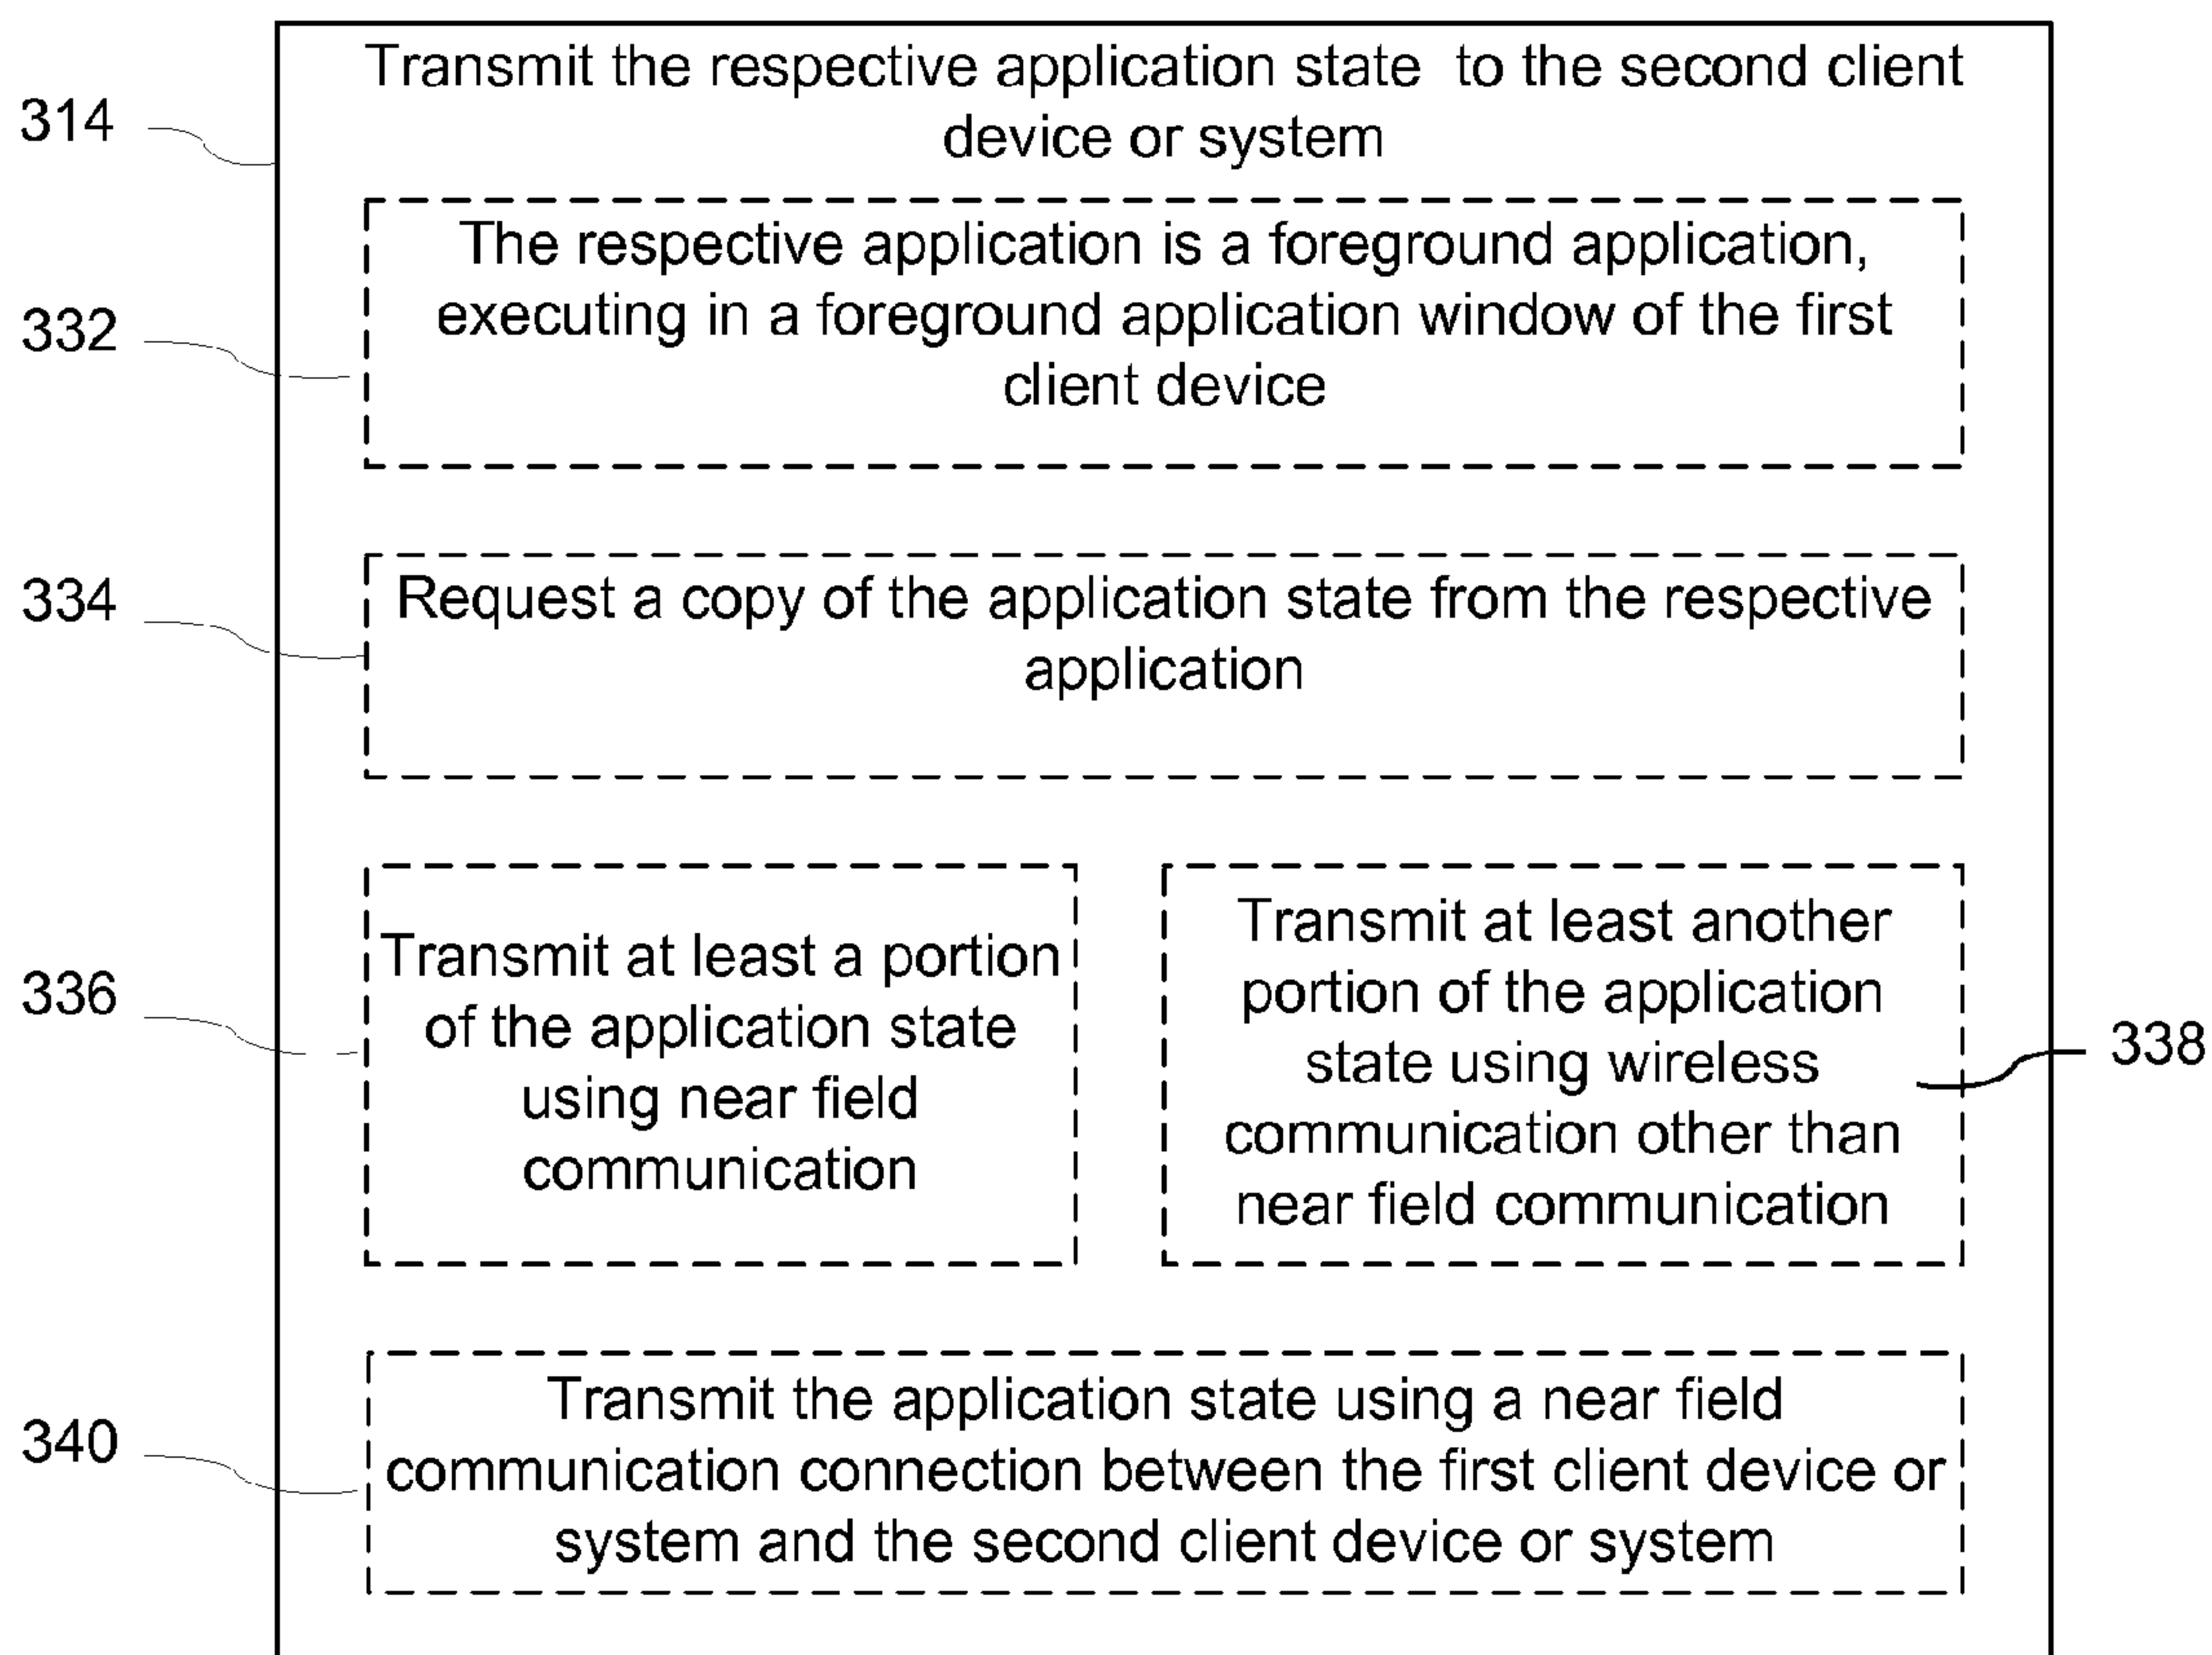 Transmit the respective application state to the second client
device or system
314
The respective application is a foreground application,
executing in a foreground application window of the first
client device
332
Request a copy of the application state from the respective
application
334
Transmit at least a portion
of the application state
using near field
communication
336
Transmit at least another
portion of the application
state using wireless
communication other than
near field communication
338
Transmit the application state using a near field
communication connection between the first client device or
system and the second client device or system
340